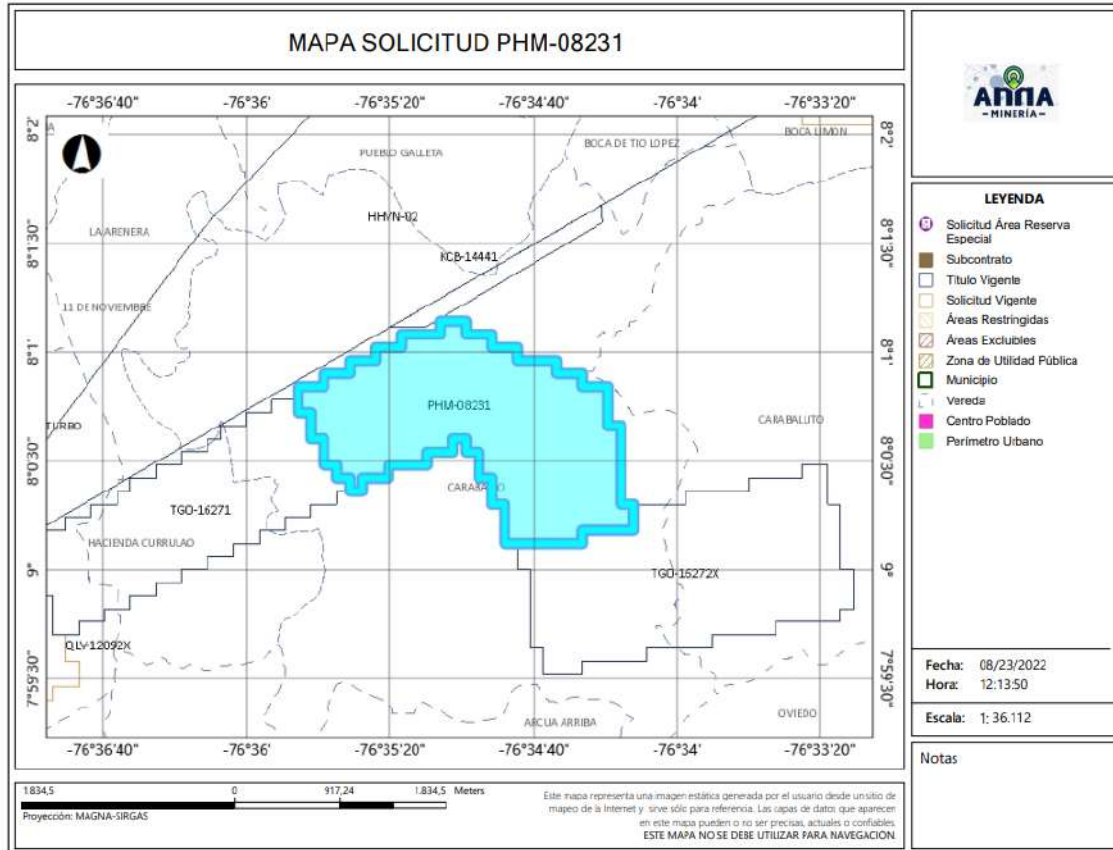 MAPA SOLICITUD PHM-08231
-76°36'40" -76°36' -76°35'20" -76°34'40" -76°34' -76°33'20"
8°2' 8°2'
BOCA LIMON
BOCA DE TIO LOPEZ
PUEBLO GALLETA
HHVN-02
LA ARENERA
8°1'30" 8°1'30"
KCB-14441
11 DE NOVIEMBRE
8°1' 8°1'
PHM-08231
CARABALLITO
TURBO
8°0'30" 8°0'30"
TGO-16271
HACIENDA CURRULAO
8° 8°
TGO-15272X
QLV-12092X
7°59'30" 7°59'30"
ARCUA ARRIBA
OVIEDO
-76°36'40" -76°36' -76°35'20" -76°34'40" -76°34' -76°33'20"
1.834,5 0 917,24 1.834,5 Meters
Proyección: MAGNA-SIRGAS
Este mapa representa una imagen estática generada por el usuario desde un sitio de
mapeo de la Internet y sirve sólo para referencia. Las capas de datos que aparecen
en este mapa pueden o no ser precisas, actuales o confiables.
ESTE MAPA NO SE DEBE UTILIZAR PARA NAVEGACIÓN.
ANNA
-MINERÍA-
LEYENDA
Solicitud Área Reserva
Especial
Subcontrato
Título Vigente
Solicitud Vigente
Áreas Restringidas
Áreas Excluibles
Zona de Utilidad Pública
Municipio
Vereda
Centro Poblado
Perímetro Urbano
Fecha: 08/23/2022
Hora: 12:13:50
Escala: 1: 36.112
Notas